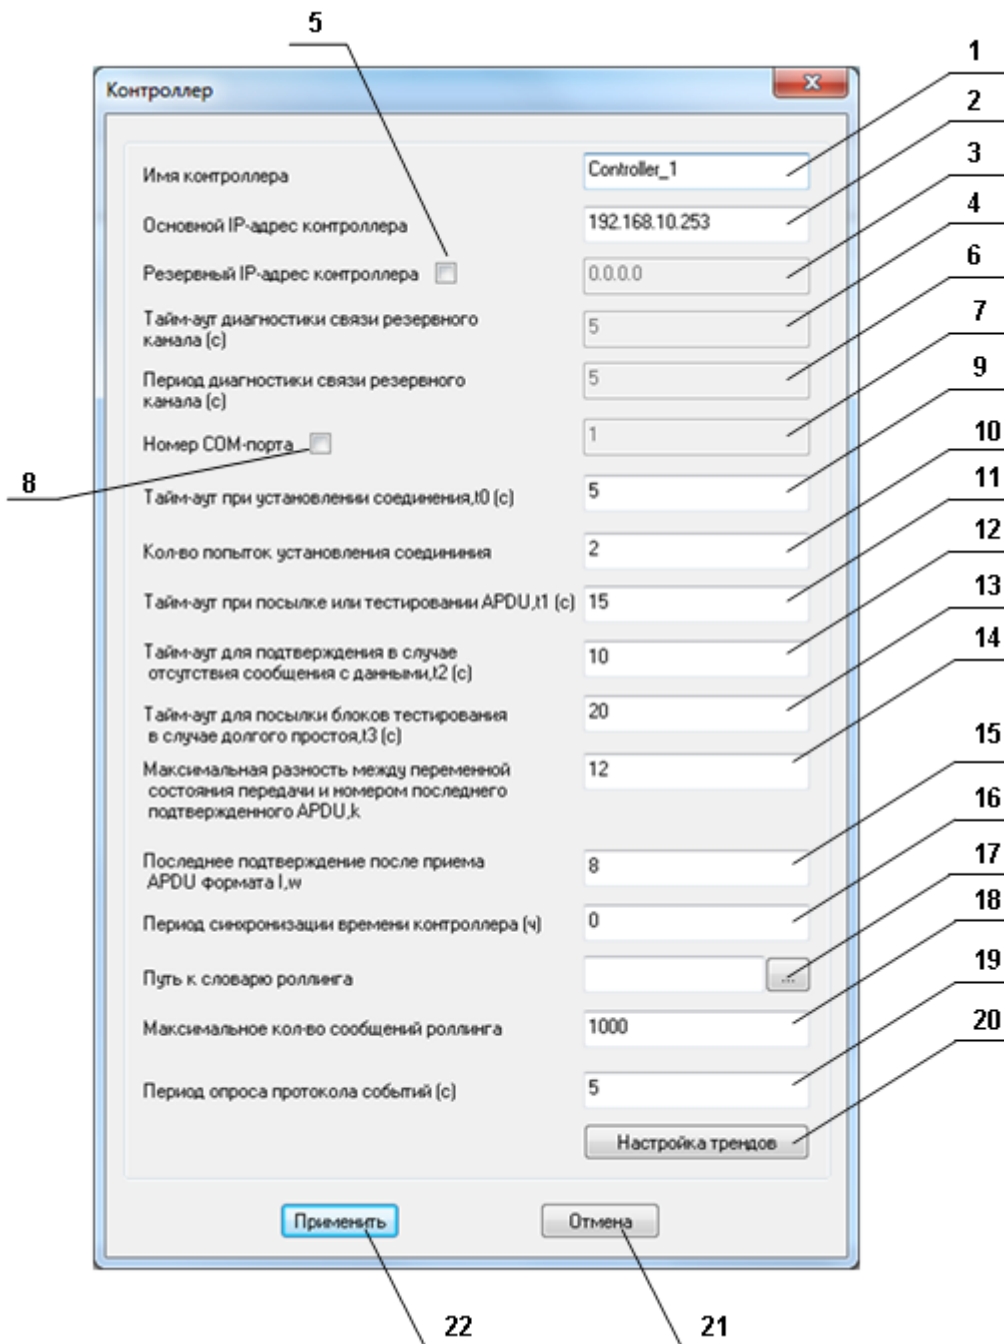 5
1
Контроллер
2
Имя контроллера
Controller_1
3
Основной IP-адрес контроллера
192.168.10.253
4
Резервный IP-адрес контроллера
0.0.0.0
6
Тайм-аут диагностики связи резервного
канала (с)
5
7
Период диагностики связи резервного
канала (с)
5
9
Номер COM-порта
1
10
8
Тайм-аут при установлении соединения,t0 (с)
5
11
Кол-во попыток установления соедининия
2
12
Тайм-аут при посылке или тестировании APDU,t1 (с)
15
13
Тайм-аут для подтверждения в случае
отсутствия сообщения с данными,t2 (с)
10
14
Тайм-аут для посылки блоков тестирования
в случае долгого простоя,t3 (с)
20
15
Максимальная разность между переменной
состояния передачи и номером последнего
подтвержденного APDU,k
12
16
Последнее подтверждение после приема
APDU формата I,w
8
17
Период синхронизации времени контроллера (ч)
0
18
Путь к словарю роллинга
...
19
Максимальное кол-во сообщений роллинга
1000
20
Период опроса протокола событий (с)
5
Настройка трендов
Применить
Отмена
22
21